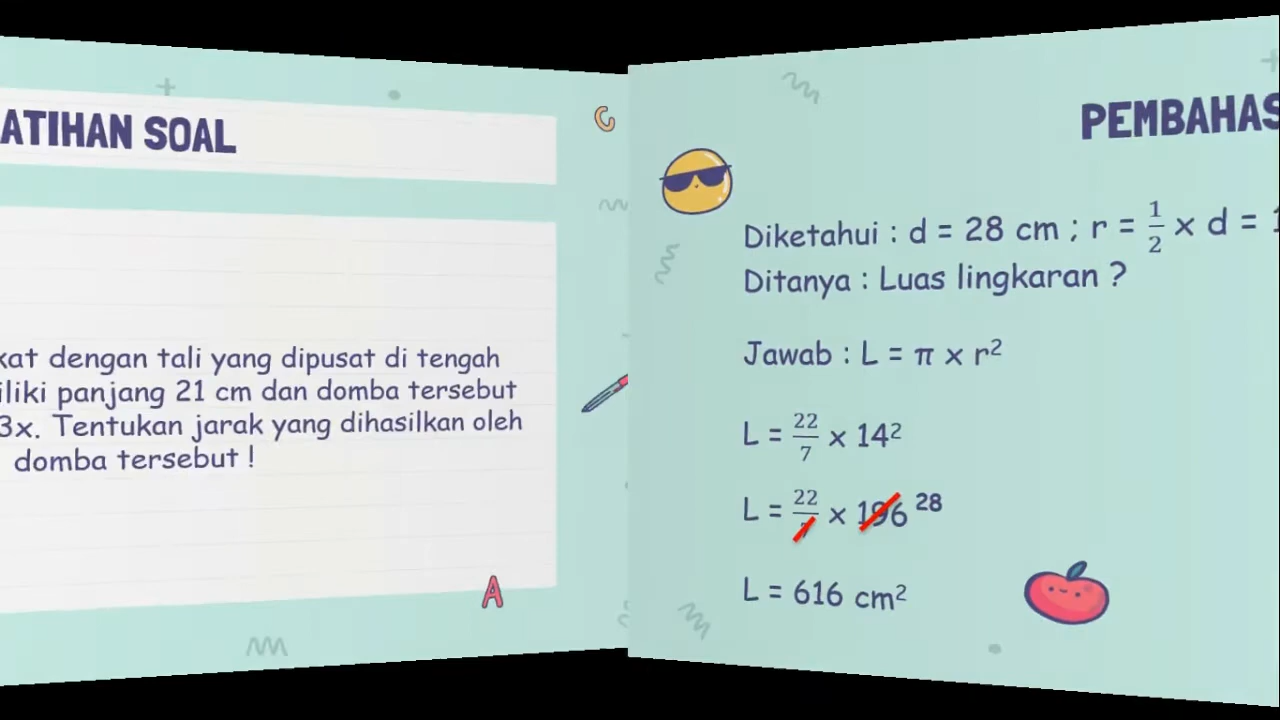 ATIHAN SOAL
kat dengan tali yang dipusat di tengah
iliki panjang 21 cm dan domba tersebut
3x. Tentukan jarak yang dihasilkan oleh
domba tersebut !
A
PEMBAHAS
Diketahui : d = 28 cm ; r = 1/2 x d = 1
Ditanya : Luas lingkaran ?
Jawab : L = π x r²
L = 22/7 x 14²
L = 22/7 x 196 28
L = 616 cm²